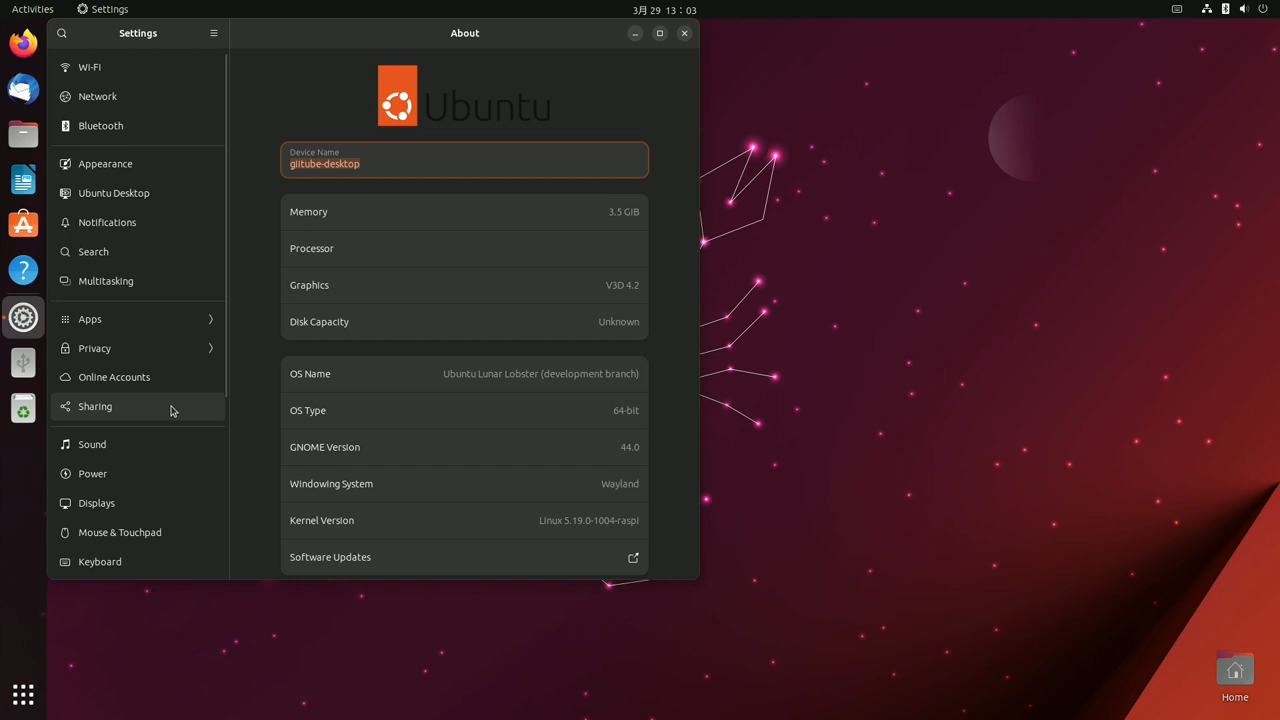 Activities
Settings
3月 29 13:03
Settings
About
Wi-Fi
Network
Bluetooth
Appearance
Ubuntu Desktop
Notifications
Search
Multitasking
Apps
Privacy
Online Accounts
Sharing
Sound
Power
Displays
Mouse & Touchpad
Keyboard
Ubuntu
Device Name
giitube-desktop
Memory 3.5 GiB
Processor
Graphics V3D 4.2
Disk Capacity Unknown
OS Name Ubuntu Lunar Lobster (development branch)
OS Type 64-bit
GNOME Version 44.0
Windowing System Wayland
Kernel Version Linux 5.19.0-1004-raspi
Software Updates
Home